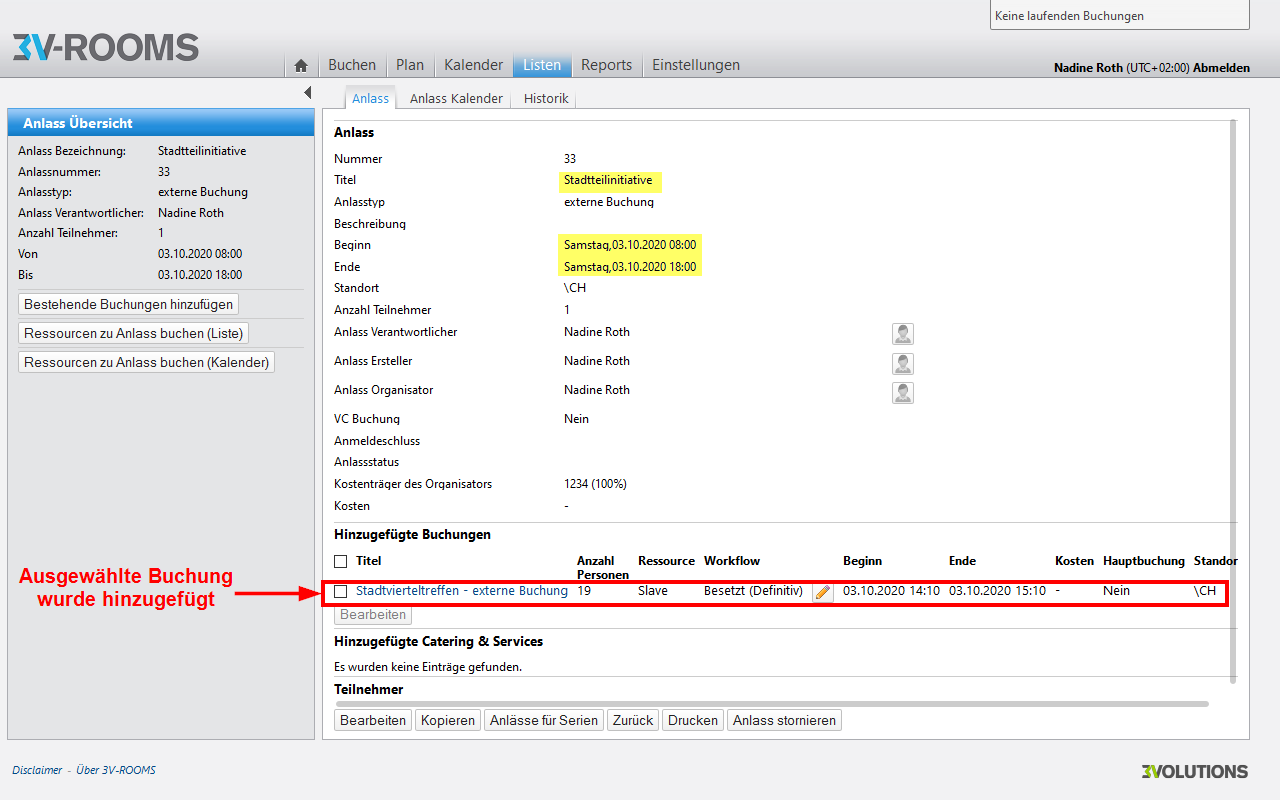 Keine laufenden Buchungen
3V-ROOMS
Buchen Plan Kalender Listen Reports Einstellungen
Nadine Roth (UTC+02:00) Abmelden
Anlass Anlass Kalender Historik
Anlass Übersicht
Anlass Bezeichnung: Stadtteilinitiative
Anlassnummer: 33
Anlasstyp: externe Buchung
Anlass Verantwortlicher: Nadine Roth
Anzahl Teilnehmer: 1
Von 03.10.2020 08:00
Bis 03.10.2020 18:00
Bestehende Buchungen hinzufügen
Ressourcen zu Anlass buchen (Liste)
Ressourcen zu Anlass buchen (Kalender)
Anlass
Nummer 33
Titel Stadtteilinitiative
Anlasstyp externe Buchung
Beschreibung
Beginn Samstag,03.10.2020 08:00
Ende Samstag,03.10.2020 18:00
Standort \CH
Anzahl Teilnehmer 1
Anlass Verantwortlicher Nadine Roth
Anlass Ersteller Nadine Roth
Anlass Organisator Nadine Roth
VC Buchung Nein
Anmeldeschluss
Anlassstatus
Kostenträger des Organisators 1234 (100%)
Kosten -
Hinzugefügte Buchungen
Titel Anzahl Personen Ressource Workflow Beginn Ende Kosten Hauptbuchung Standor
Ausgewählte Buchung
wurde hinzugefügt
Stadtvierteltreffen - externe Buchung 19 Slave Besetzt (Definitiv) 03.10.2020 14:10 03.10.2020 15:10 - Nein \CH
Bearbeiten
Hinzugefügte Catering & Services
Es wurden keine Einträge gefunden.
Teilnehmer
Bearbeiten Kopieren Anlässe für Serien Zurück Drucken Anlass stornieren
Disclaimer - Über 3V-ROOMS
3VOLUTIONS